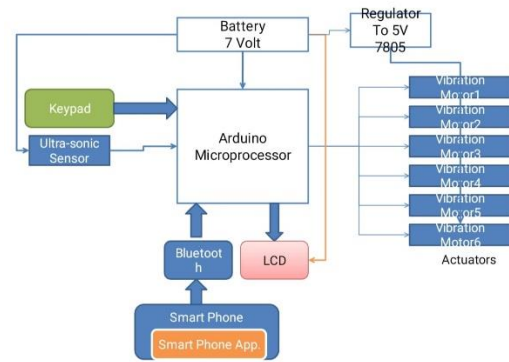 Battery
7 Volt
Regulator
To 5V
7805
Keypad
Ultra-sonic
Sensor
Arduino
Microprocessor
Vibration
Motor1
Vibration
Motor2
Vibration
Motor3
Vibration
Motor4
Vibration
Motor5
Vibration
Motor6
Actuators
Bluetoot
h
LCD
Smart Phone
Smart Phone App.